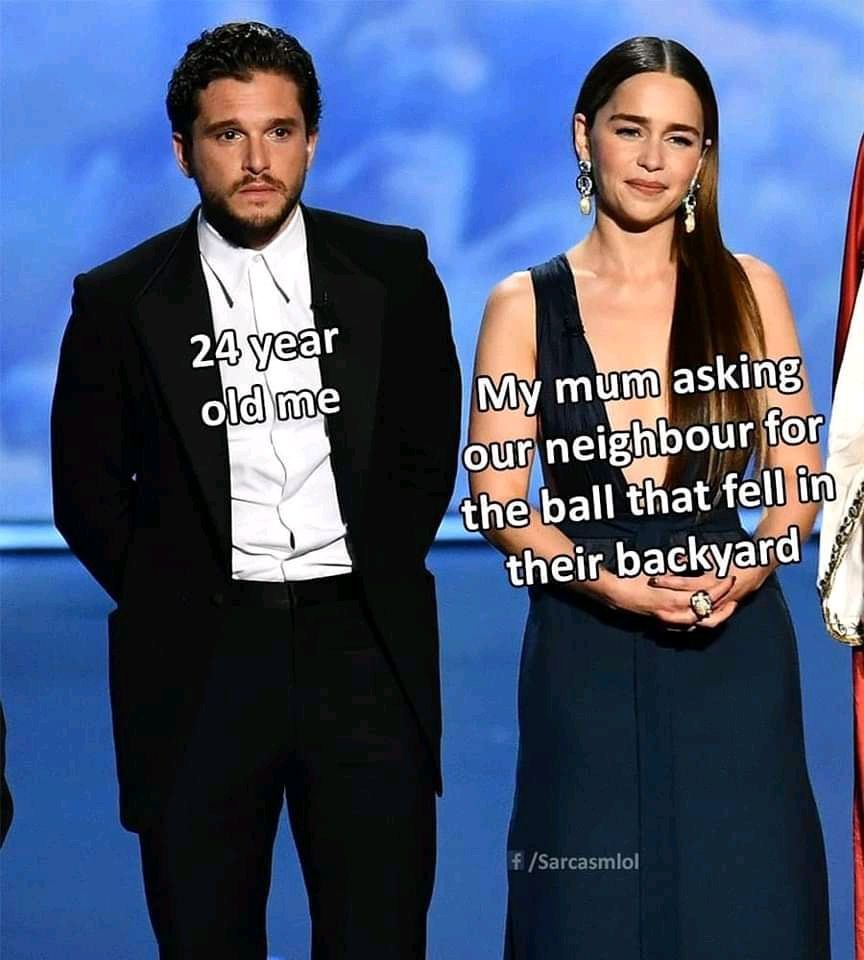 24 year
old me
My mum asking
our neighbour for
the ball that fell in
their backyard
f /Sarcasmlol